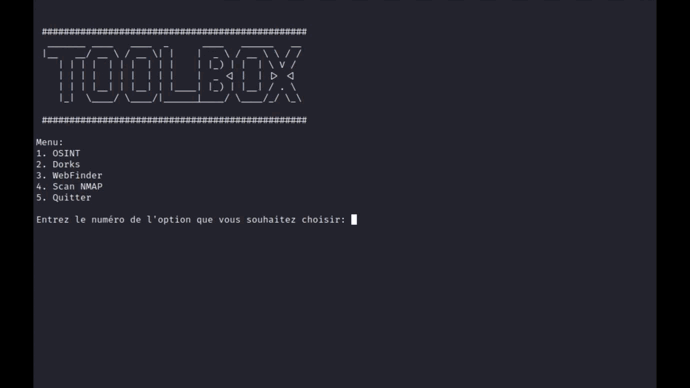 ################################################
TOOLBOX
################################################
Menu:
1. OSINT
2. Dorks
3. WebFinder
4. Scan NMAP
5. Quitter
Entrez le numéro de l'option que vous souhaitez choisir: